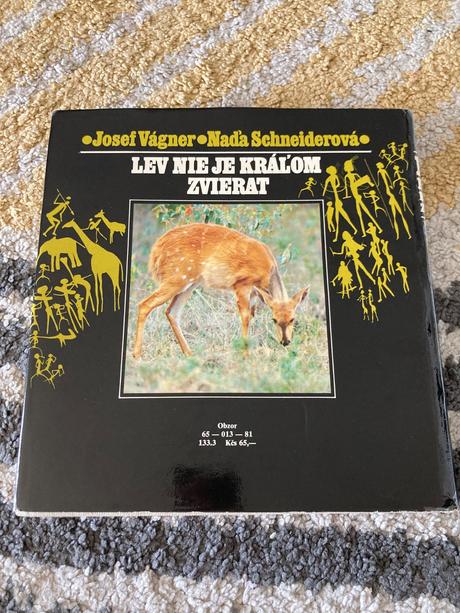 •Josef Vágner•Naďa Schneiderová•
LEV NIE JE KRÁĽOM
ZVIERAT
Obzor
65 — 013 — 81
133.3 Kčs 65,—